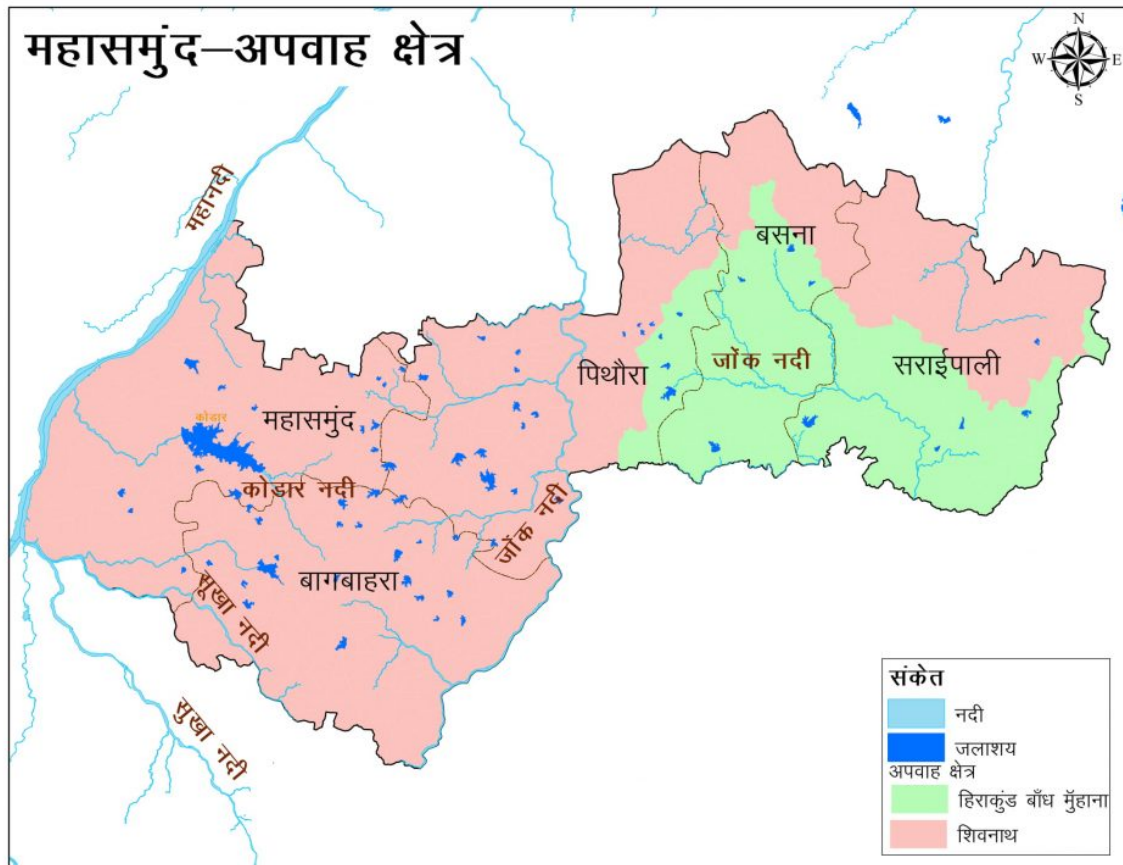 महासमुंद–अपवाह क्षेत्र
N
W
E
S
महानदी
बसना
जोंक नदी
सराईपाली
पिथौरा
कोडार
महासमुंद
कोडार नदी
जोंक नदी
बागबाहरा
सूखा नदी
सुखा नदी
संकेत
नदी
जलाशय
अपवाह क्षेत्र
हिराकुंड बाँध मुॅहाना
शिवनाथ